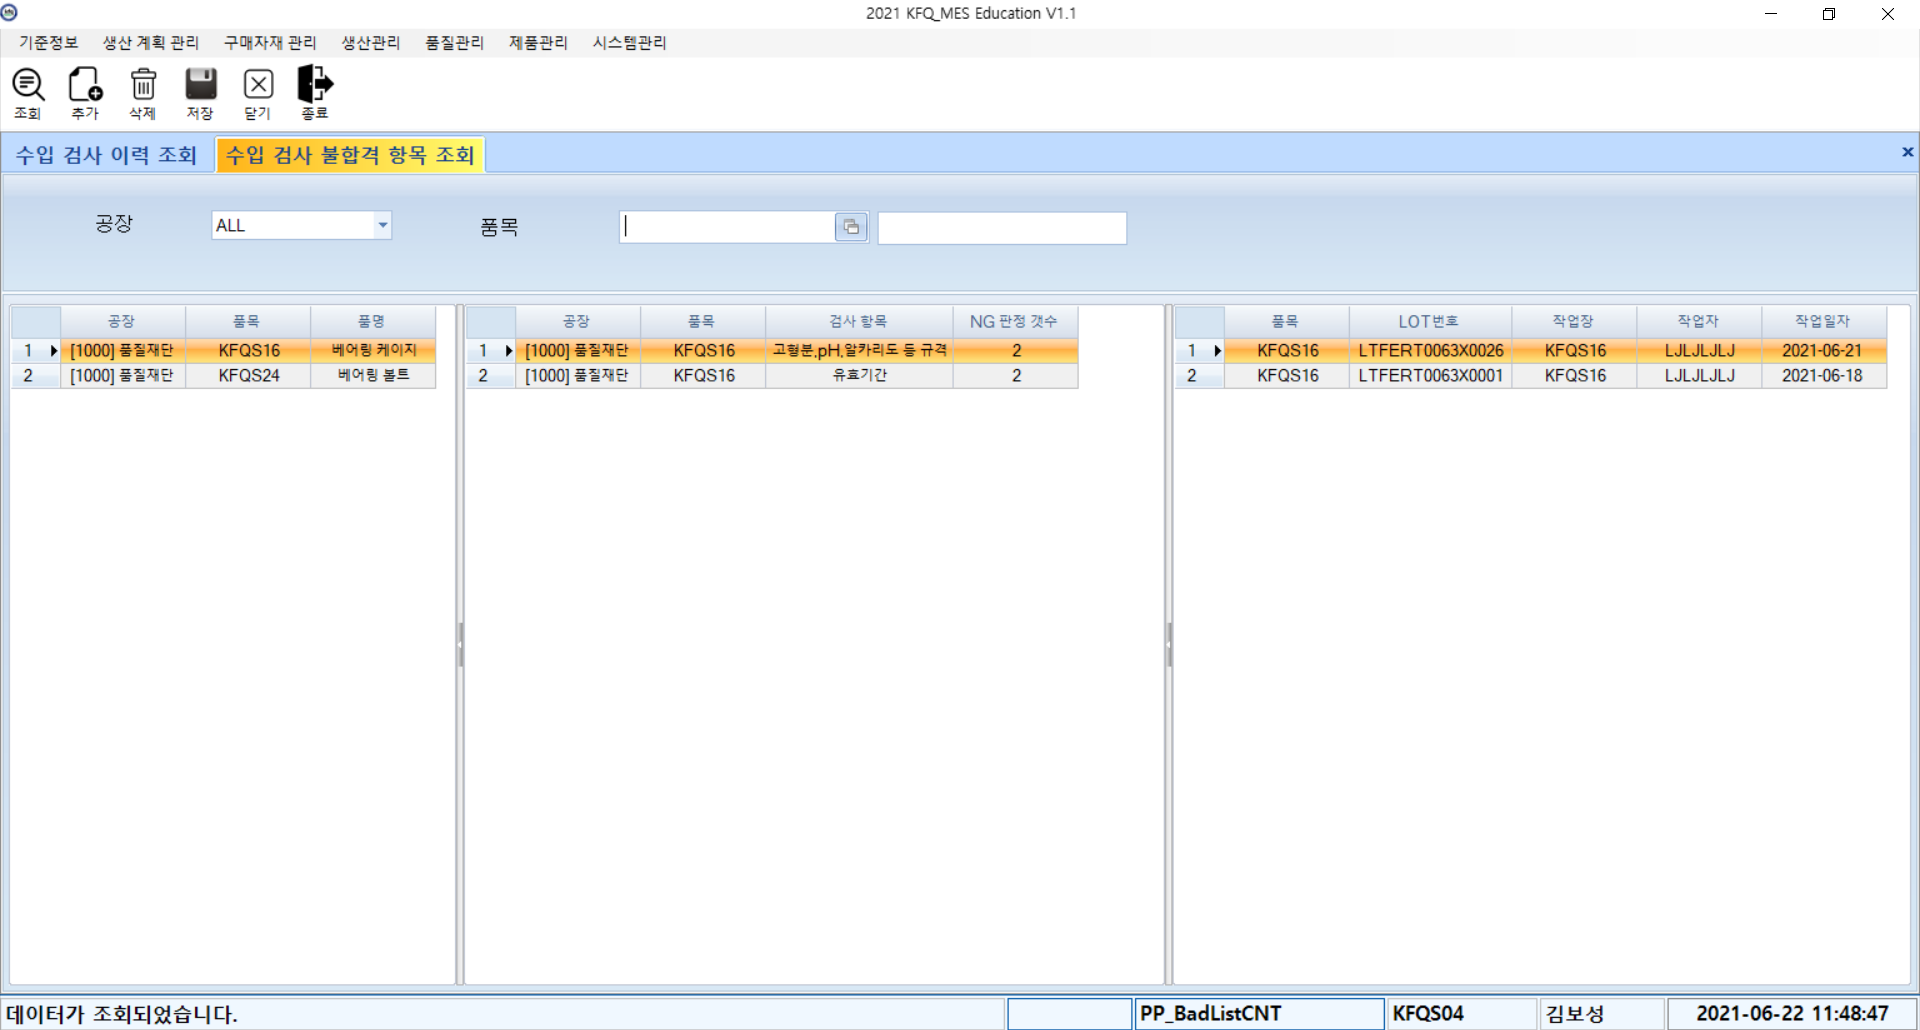 2021 KFQ_MES Education V1.1
기준정보 생산 계획 관리 구매자재 관리 생산관리 품질관리 제품관리 시스템관리
조회 추가 삭제 저장 닫기 종료
수입 검사 이력 조회 수입 검사 불합격 항목 조회
공장 ALL 품목
공장 품목 품명
1 [1000] 품질재단 KFQS16 베어링 케이지
2 [1000] 품질재단 KFQS24 베어링 볼트
공장 품목 검사 항목 NG 판정 갯수
1 [1000] 품질재단 KFQS16 고형분,pH,알카리도 등 규격 2
2 [1000] 품질재단 KFQS16 유효기간 2
품목 LOT번호 작업장 작업자 작업일자
1 KFQS16 LTFERT0063X0026 KFQS16 LJLJLJLJ 2021-06-21
2 KFQS16 LTFERT0063X0001 KFQS16 LJLJLJLJ 2021-06-18
데이터가 조회되었습니다. PP_BadListCNT KFQS04 김보성 2021-06-22 11:48:47